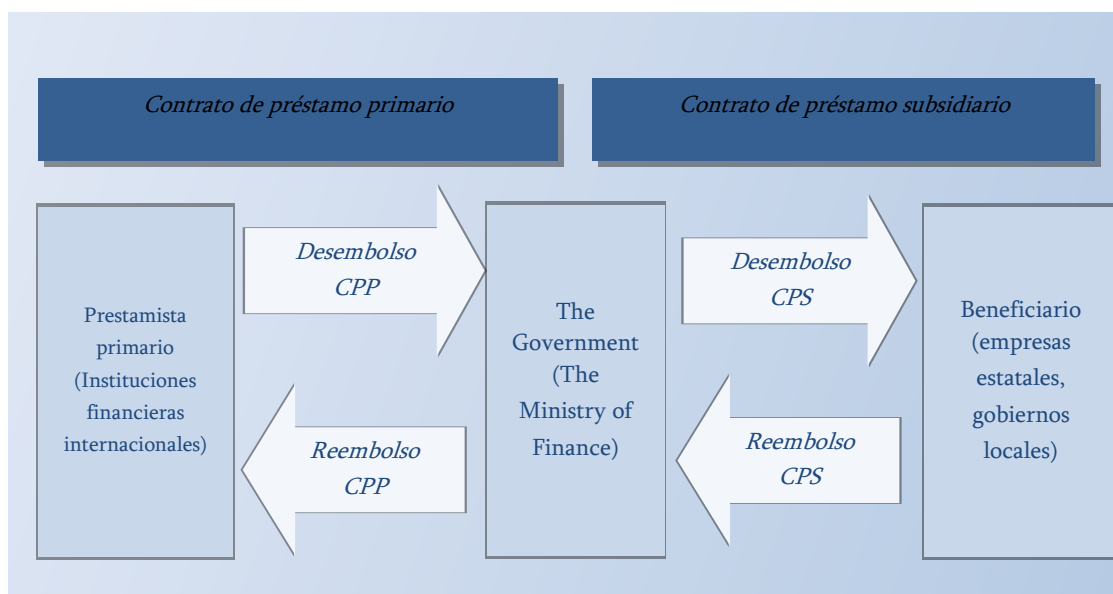 Contrato de préstamo primario
Contrato de préstamo subsidiario
Prestamista
primario
(Instituciones
financieras
internacionales)
Desembolso
CPP
Reembolso
CPP
The
Government
(The
Ministry of
Finance)
Desembolso
CPS
Reembolso
CPS
Beneficiario
(empresas
estatales,
gobiernos
locales)